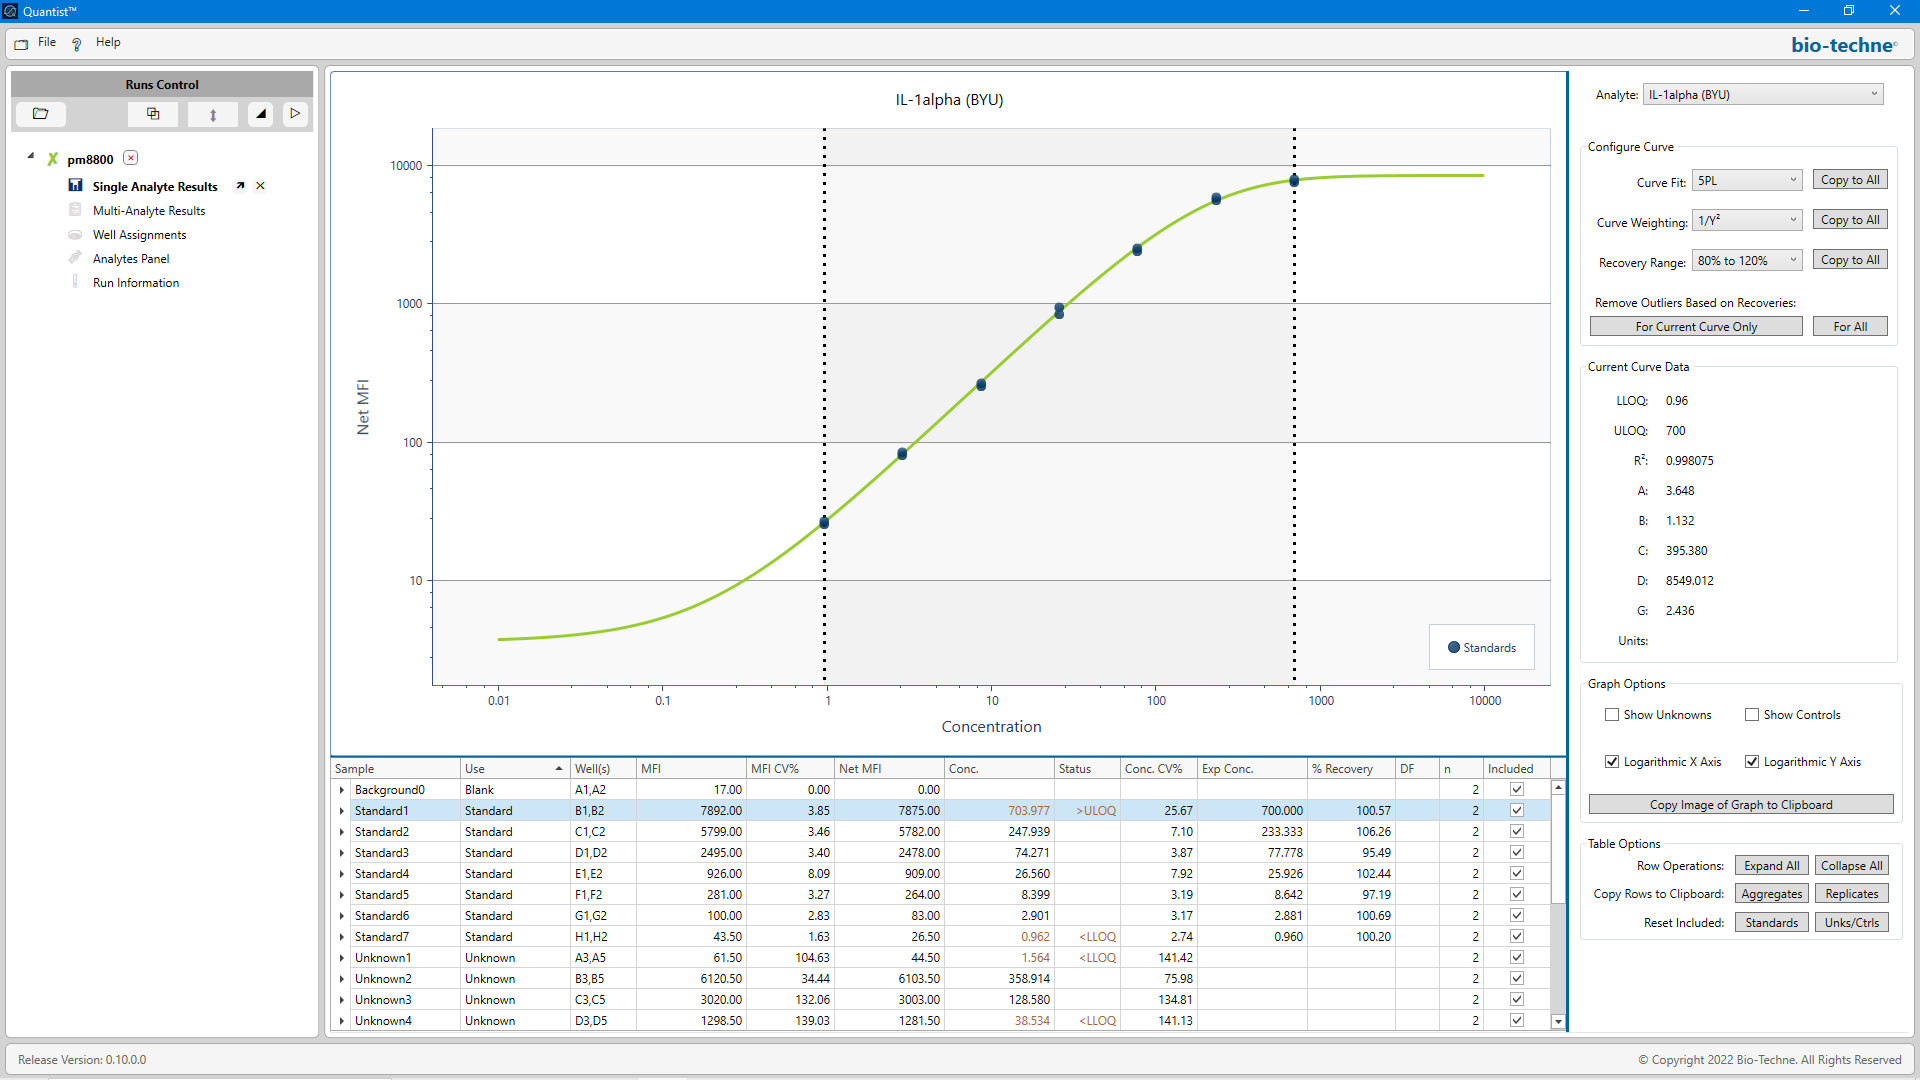 Quantist™
File Help
bio-techne®
Runs Control
pm8800
Single Analyte Results
Multi-Analyte Results
Well Assignments
Analytes Panel
Run Information
IL-1alpha (BYU)
Net MFI
10000
1000
100
10
0.01 0.1 1 10 100 1000 10000
Concentration
Standards
Sample Use Well(s) MFI MFI CV% Net MFI Conc. Status Conc. CV% Exp Conc. % Recovery DF n Included
Background0 Blank A1,A2 17.00 0.00 0.00 2
Standard1 Standard B1,B2 7892.00 3.85 7875.00 703.977 >ULOQ 25.67 700.000 100.57 2
Standard2 Standard C1,C2 5799.00 3.46 5782.00 247.939 7.10 233.333 106.26 2
Standard3 Standard D1,D2 2495.00 3.40 2478.00 74.271 3.87 77.778 95.49 2
Standard4 Standard E1,E2 926.00 8.09 909.00 26.560 7.92 25.926 102.44 2
Standard5 Standard F1,F2 281.00 3.27 264.00 8.399 3.19 8.642 97.19 2
Standard6 Standard G1,G2 100.00 2.83 83.00 2.901 3.17 2.881 100.69 2
Standard7 Standard H1,H2 43.50 1.63 26.50 0.962 <LLOQ 2.74 0.960 100.20 2
Unknown1 Unknown A3,A5 61.50 104.63 44.50 1.564 <LLOQ 141.42 2
Unknown2 Unknown B3,B5 6120.50 34.44 6103.50 358.914 75.98 2
Unknown3 Unknown C3,C5 3020.00 132.06 3003.00 128.580 134.81 2
Unknown4 Unknown D3,D5 1298.50 139.03 1281.50 38.534 <LLOQ 141.13 2
Analyte: IL-1alpha (BYU)
Configure Curve
Curve Fit: 5PL Copy to All
Curve Weighting: 1/Y² Copy to All
Recovery Range: 80% to 120% Copy to All
Remove Outliers Based on Recoveries:
For Current Curve Only For All
Current Curve Data
LLOQ: 0.96
ULOQ: 700
R²: 0.998075
A: 3.648
B: 1.132
C: 395.380
D: 8549.012
G: 2.436
Units:
Graph Options
Show Unknowns Show Controls
Logarithmic X Axis Logarithmic Y Axis
Copy Image of Graph to Clipboard
Table Options
Row Operations: Expand All Collapse All
Copy Rows to Clipboard: Aggregates Replicates
Reset Included: Standards Unks/Ctrls
Release Version: 0.10.0.0
© Copyright 2022 Bio-Techne. All Rights Reserved